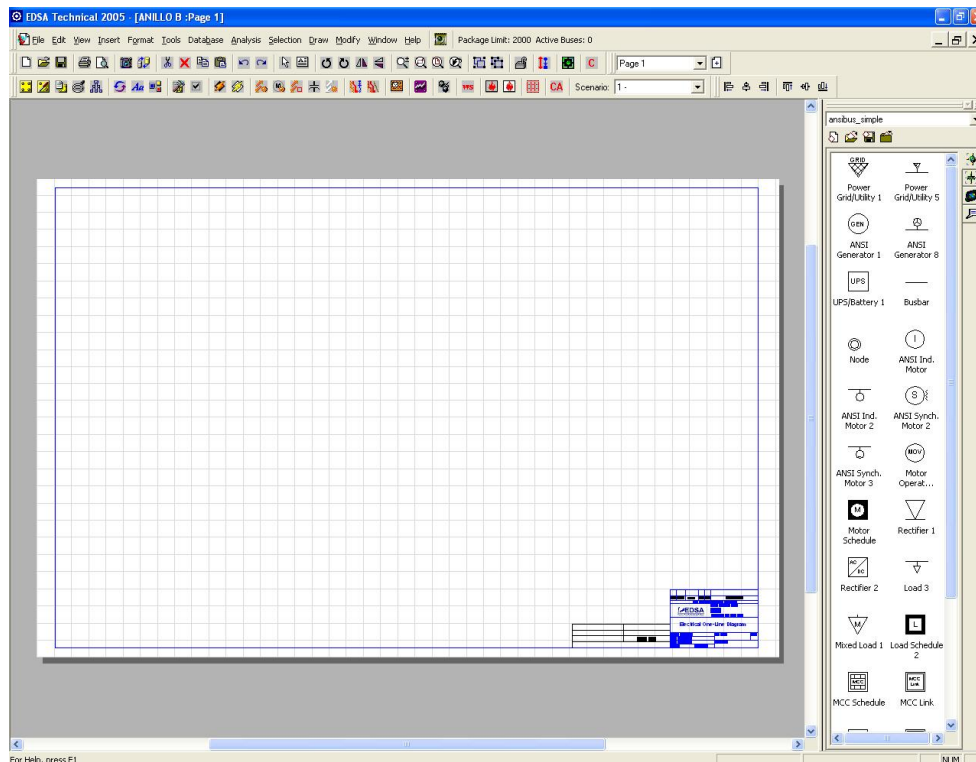 EDSA Technical 2005 - [ANILLO B :Page 1]
File Edit View Insert Format Tools Database Analysis Selection Draw Modify Window Help Package Limit: 2000 Active Buses: 0
C Page 1
Aa CA Scenario: 1 -
ansibus_simple
GRID
Power Grid/Utility 1
Power Grid/Utility 5
GEN
ANSI Generator 1
ANSI Generator 8
UPS
UPS/Battery 1
Busbar
Node
I
ANSI Ind. Motor
ANSI Ind. Motor 2
S
ANSI Synch. Motor 2
ANSI Synch. Motor 3
MOV
Motor Operat...
M
Motor Schedule
Rectifier 1
AC DC
Rectifier 2
Load 3
M
Mixed Load 1
L
Load Schedule 2
MCC
MCC Schedule
MCC Link
MCC Link
EDSA
Electrical One-Line Diagram
For Help, press F1
NUM